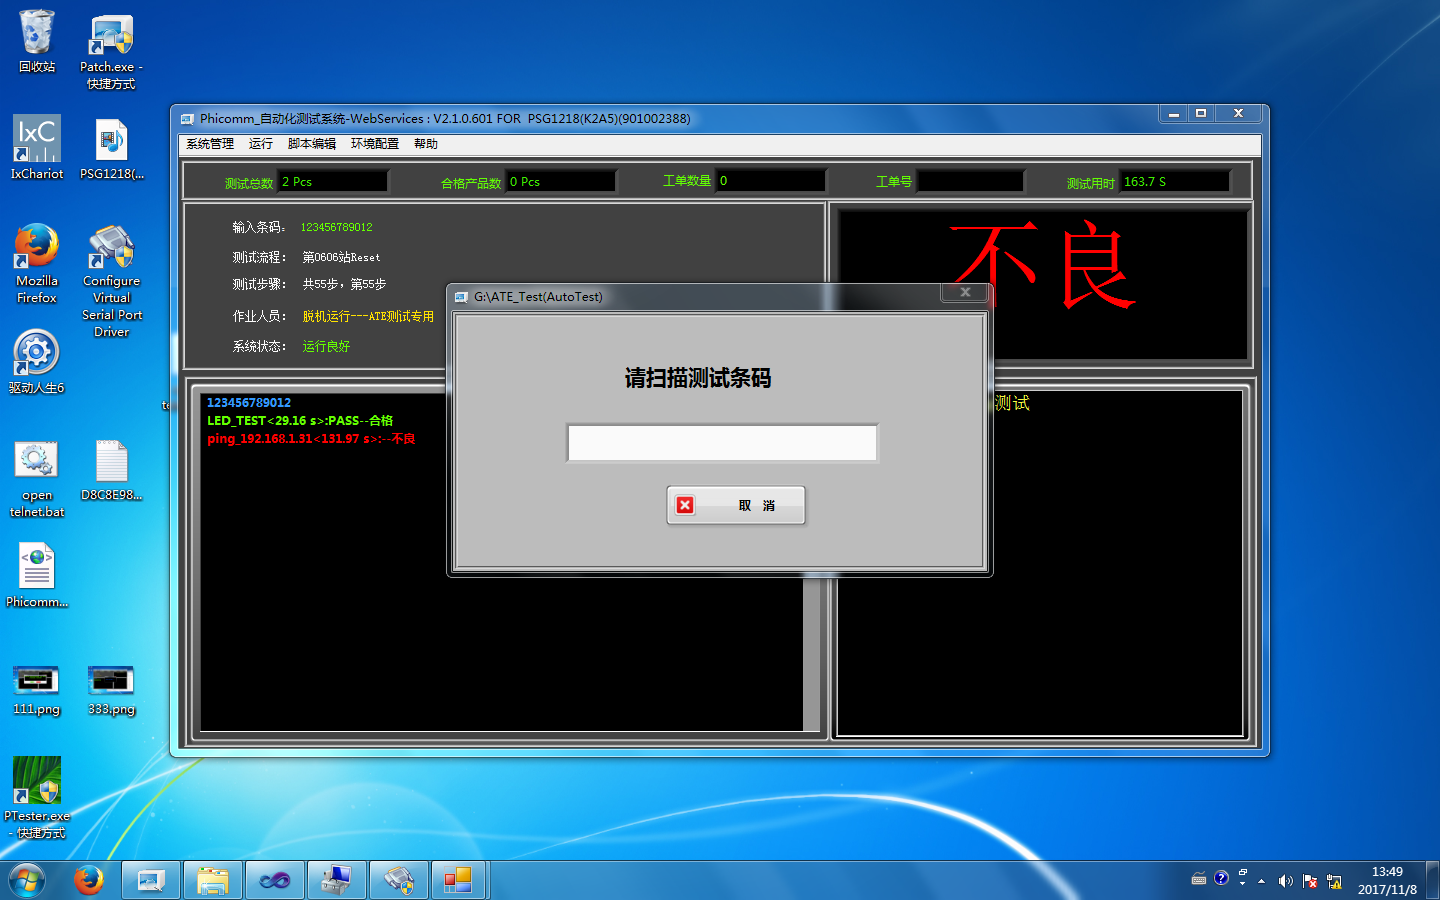 回收站
Patch.exe -
快捷方式
IxC
IxChariot
PSG1218(...
Mozilla
Firefox
Configure
Virtual
Serial Port
Driver
驱动人生6
open
telnet.bat
D8C8E98...
Phicomm...
111.png
333.png
PTester.exe
- 快捷方式
Phicomm_自动化测试系统-WebServices : V2.1.0.601 FOR PSG1218(K2A5)(901002388)
系统管理 运行 脚本编辑 环境配置 帮助
测试总数 2 Pcs 合格产品数 0 Pcs 工单数量 0 工单号 测试用时 163.7 S
输入条码: 123456789012
测试流程: 第0606站Reset
测试步骤: 共55步，第55步
作业人员: 脱机运行---ATE测试专用
系统状态: 运行良好
不良
123456789012
LED_TEST<29.16 s>:PASS--合格
ping_192.168.1.31<131.97 s>:--不良
测试
G:\ATE_Test(AutoTest)
请扫描测试条码
取 消
13:49
2017/11/8